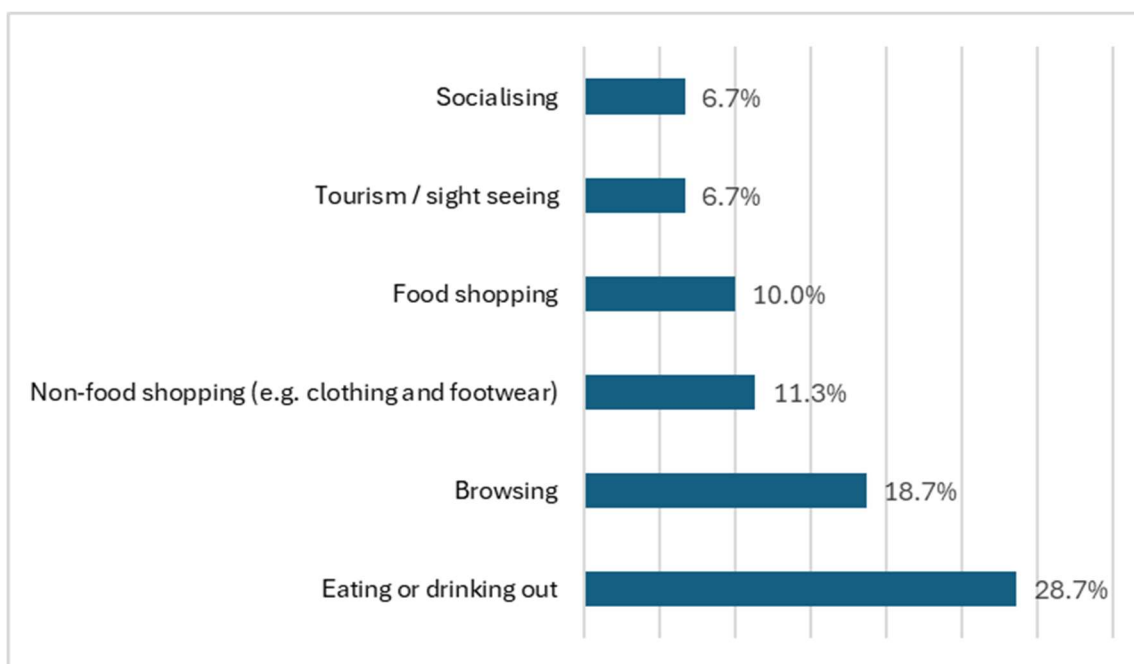 Socialising 6.7%
Tourism / sight seeing 6.7%
Food shopping 10.0%
Non-food shopping (e.g. clothing and footwear) 11.3%
Browsing 18.7%
Eating or drinking out 28.7%